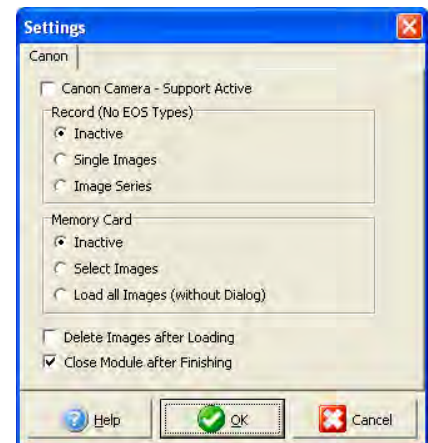 Settings
Canon
Canon Camera - Support Active
Record (No EOS Types)
Inactive
Single Images
Image Series
Memory Card
Inactive
Select Images
Load all Images (without Dialog)
Delete Images after Loading
Close Module after Finishing
Help OK Cancel